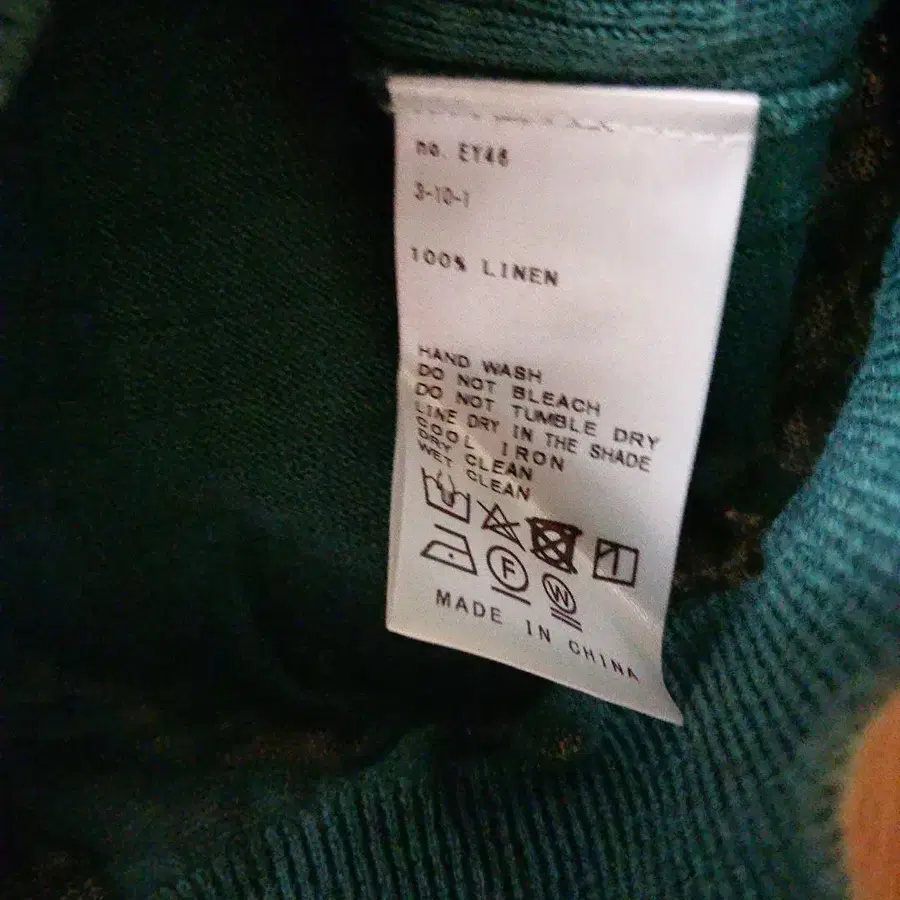 no. EY46
3-10-1
100% LINEN
HAND WASH
DO NOT BLEACH
DO NOT TUMBLE DRY
LINE DRY IN THE SHADE
COOL IRON
DRY CLEAN
WET CLEAN
F
W
MADE IN CHINA